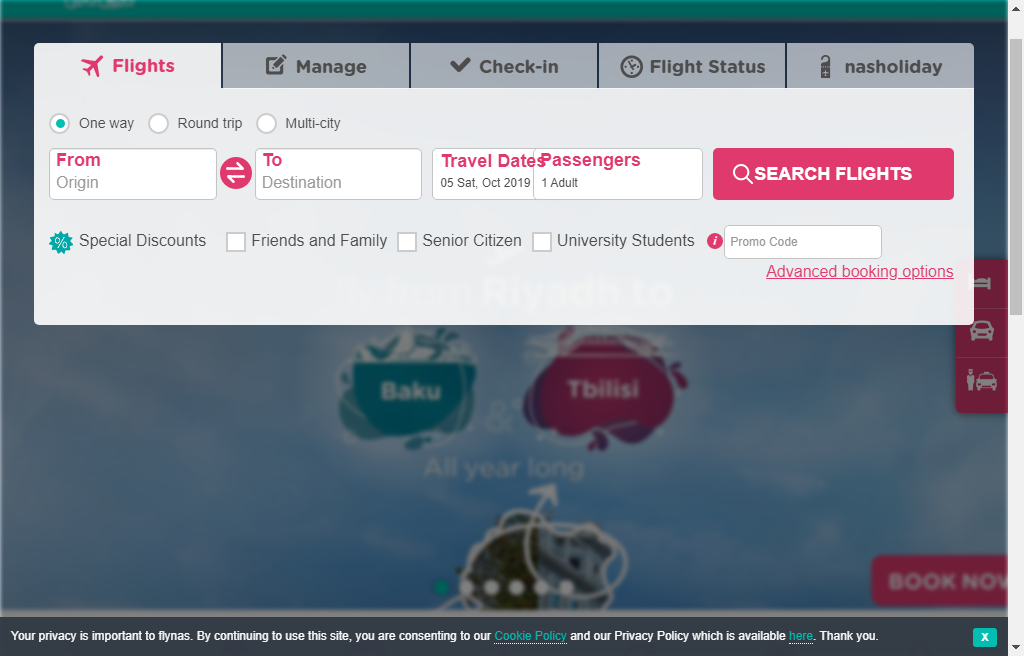 Flights
Manage
Check-in
Flight Status
nasholiday
One way
Round trip
Multi-city
From
Origin
To
Destination
Travel Dates
05 Sat, Oct 2019
Passengers
1 Adult
SEARCH FLIGHTS
Special Discounts
Friends and Family
Senior Citizen
University Students
Promo Code
Advanced booking options
from Riyadh to
Baku
&
Tbilisi
All year long
BOOK NOW
Your privacy is important to flynas. By continuing to use this site, you are consenting to our Cookie Policy and our Privacy Policy which is available here. Thank you.
X